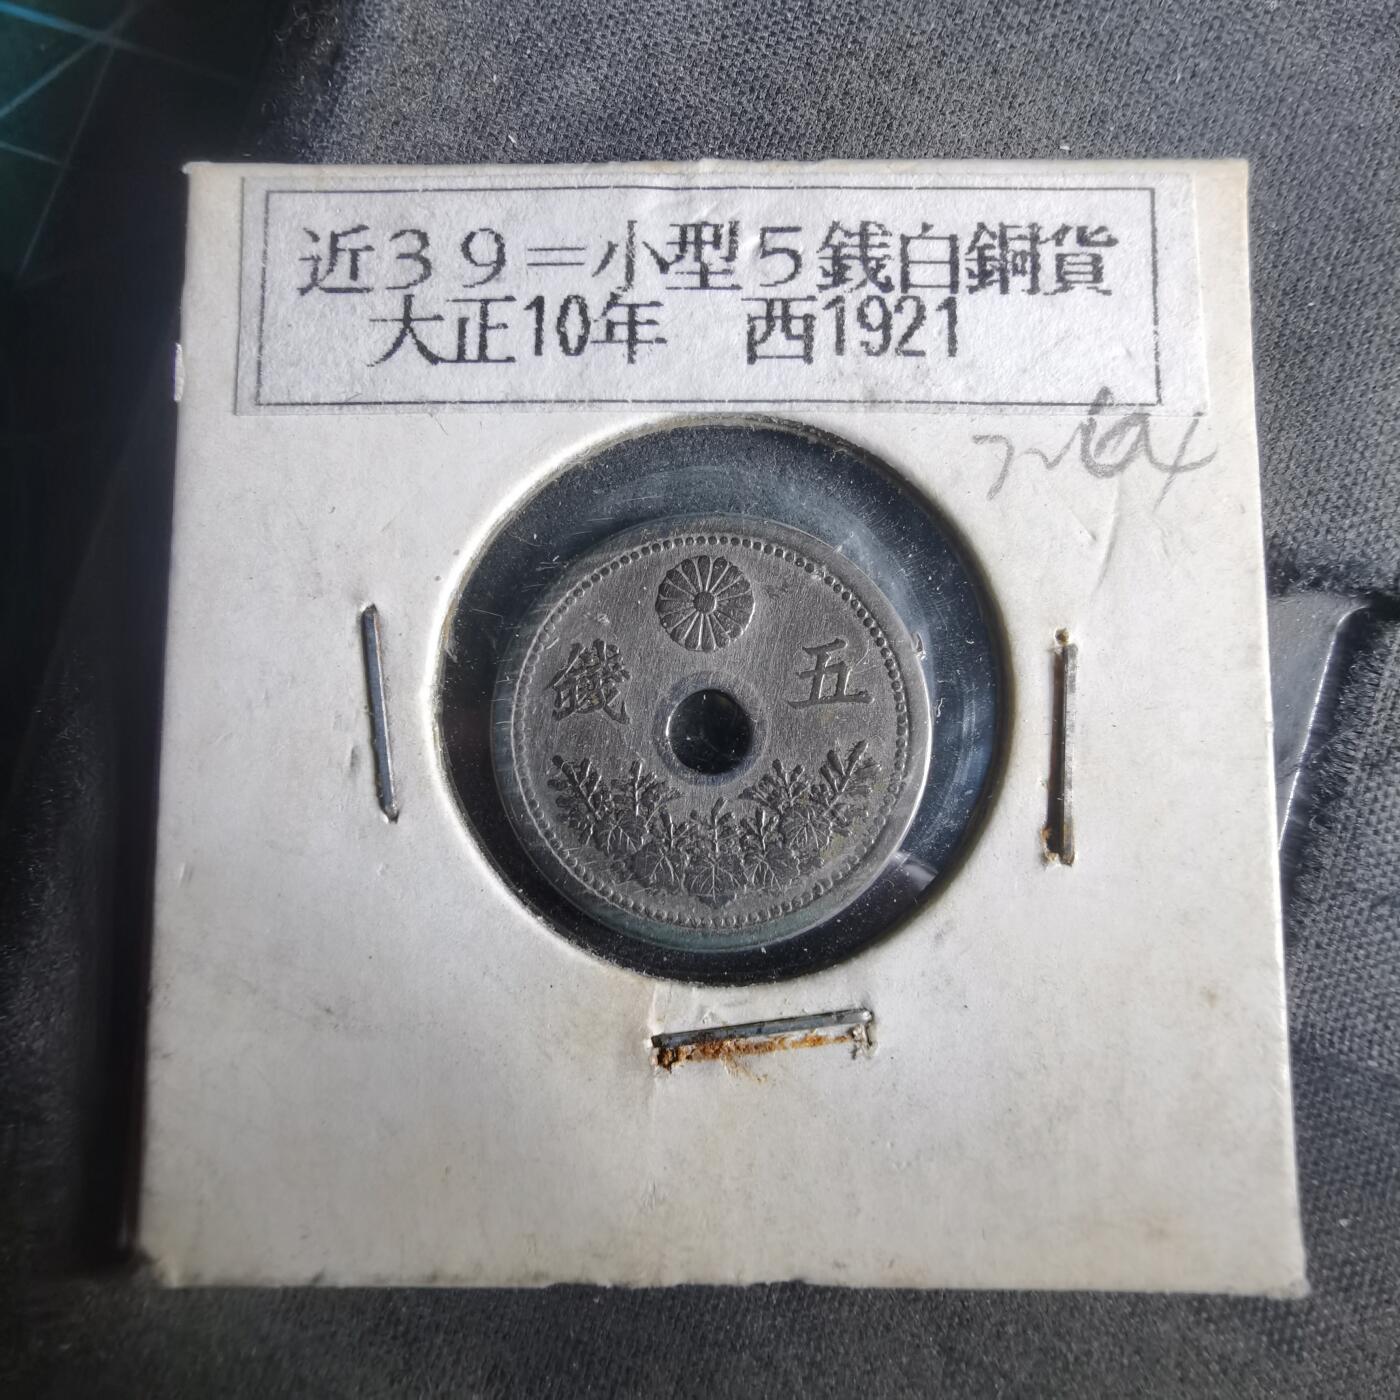 近39＝小型5銭白銅貨
大正10年　西1921
五
錢